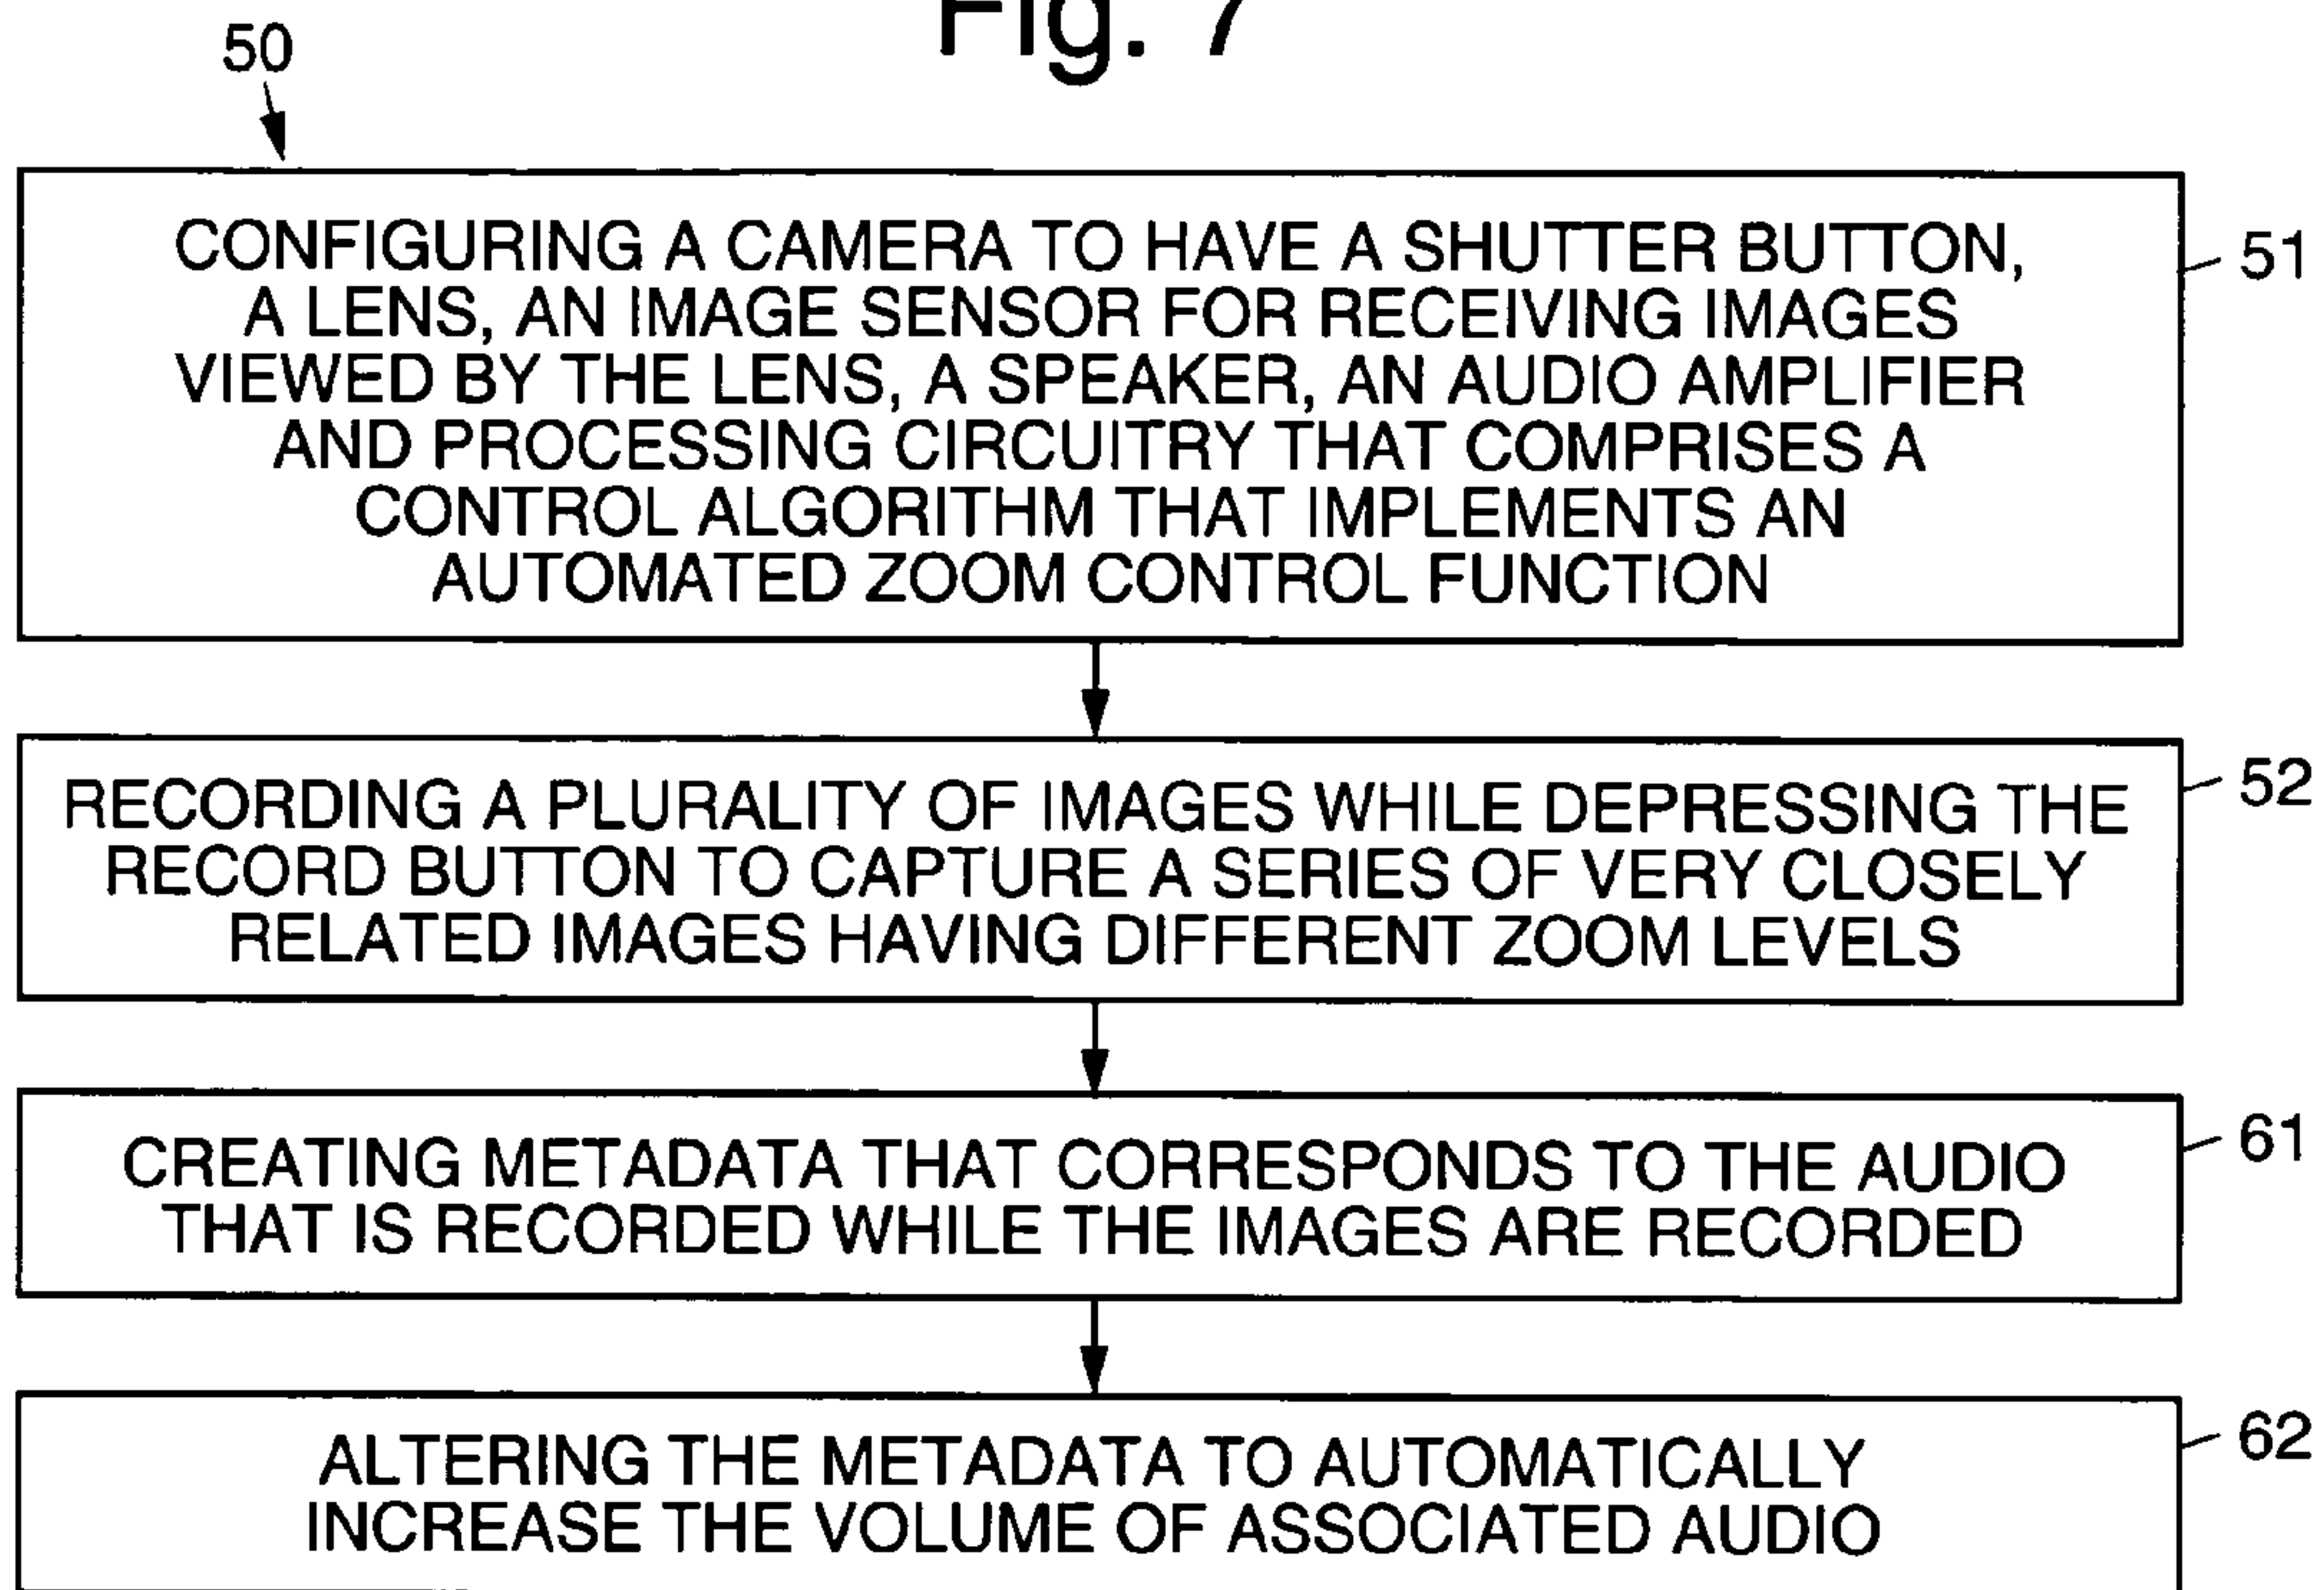 Fig. 7
50
CONFIGURING A CAMERA TO HAVE A SHUTTER BUTTON,
A LENS, AN IMAGE SENSOR FOR RECEIVING IMAGES
VIEWED BY THE LENS, A SPEAKER, AN AUDIO AMPLIFIER
AND PROCESSING CIRCUITRY THAT COMPRISES A
CONTROL ALGORITHM THAT IMPLEMENTS AN
AUTOMATED ZOOM CONTROL FUNCTION
51
RECORDING A PLURALITY OF IMAGES WHILE DEPRESSING THE
RECORD BUTTON TO CAPTURE A SERIES OF VERY CLOSELY
RELATED IMAGES HAVING DIFFERENT ZOOM LEVELS
52
CREATING METADATA THAT CORRESPONDS TO THE AUDIO
THAT IS RECORDED WHILE THE IMAGES ARE RECORDED
61
ALTERING THE METADATA TO AUTOMATICALLY
INCREASE THE VOLUME OF ASSOCIATED AUDIO
62